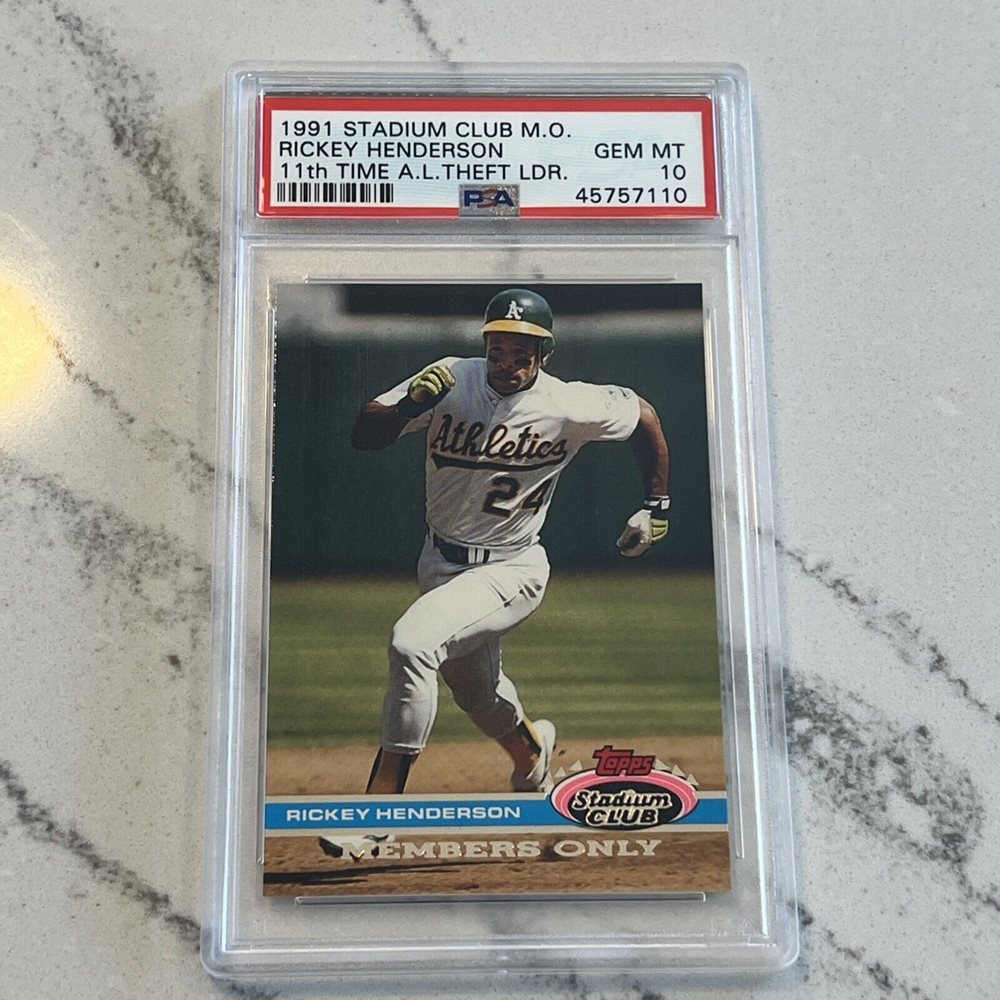 1991 STADIUM CLUB M.O.
RICKEY HENDERSON GEM MT
11th TIME A.L.THEFT LDR. 10
PSA 45757110
A's
Athletics
24
Topps
Stadium
CLUB
RICKEY HENDERSON
MEMBERS ONLY